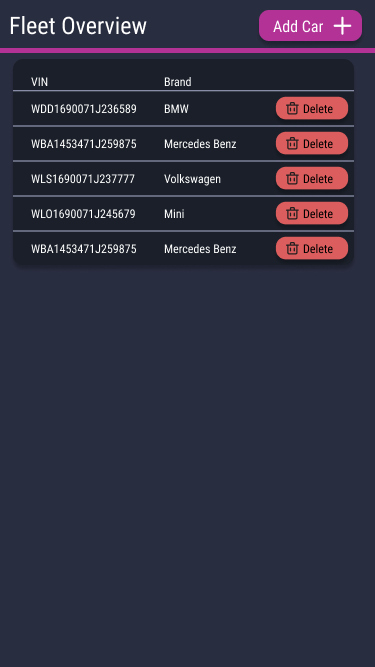 Fleet Overview
Add Car
VIN Brand
WDD1690071J236589 BMW Delete
WBA1453471J259875 Mercedes Benz Delete
WLS1690071J237777 Volkswagen Delete
WLO1690071J245679 Mini Delete
WBA1453471J259875 Mercedes Benz Delete